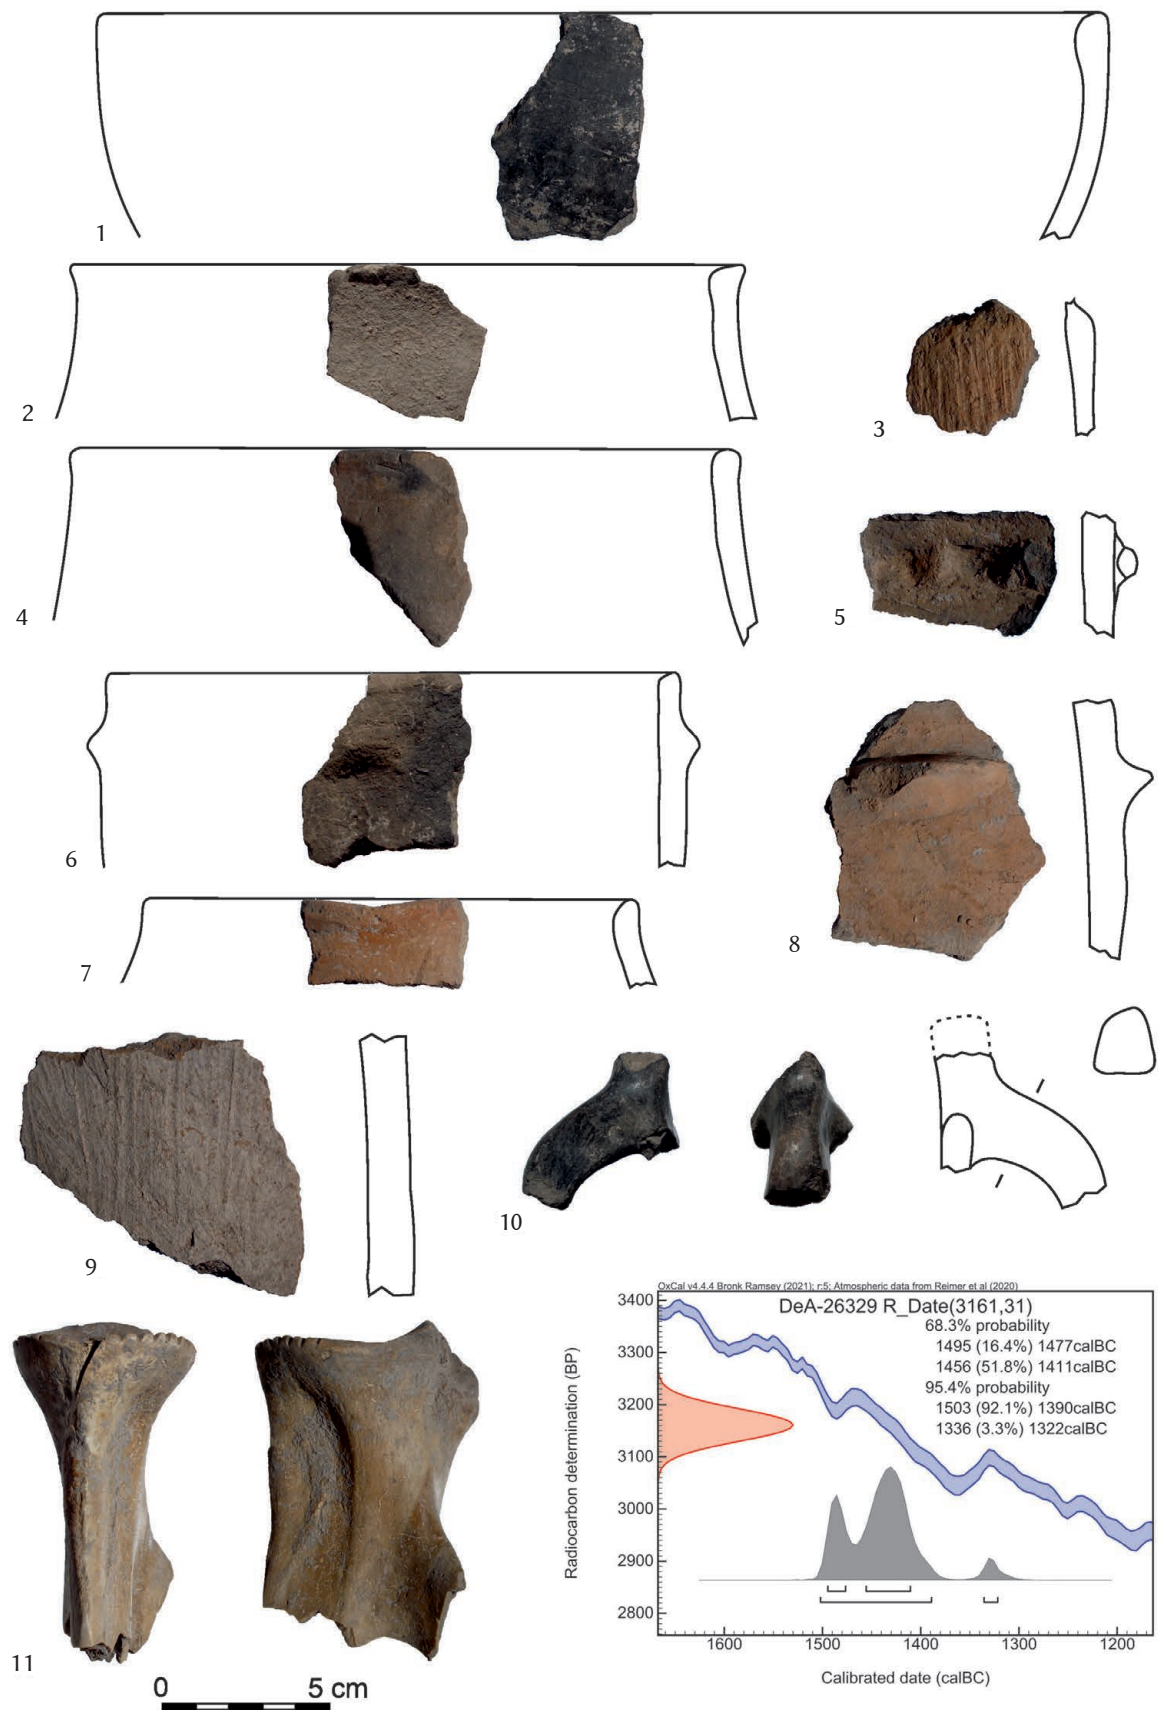 1
2
3
4
5
6
7
8
9
10
11
0 5 cm
OxCal v4.4.4 Bronk Ramsey (2021); r:5; Atmospheric data from Reimer et al (2020)
DeA-26329 R_Date(3161,31)
68.3% probability
1495 (16.4%) 1477calBC
1456 (51.8%) 1411calBC
95.4% probability
1503 (92.1%) 1390calBC
1336 (3.3%) 1322calBC
Radiocarbon determination (BP)
3400
3300
3200
3100
3000
2900
2800
1600 1500 1400 1300 1200
Calibrated date (calBC)